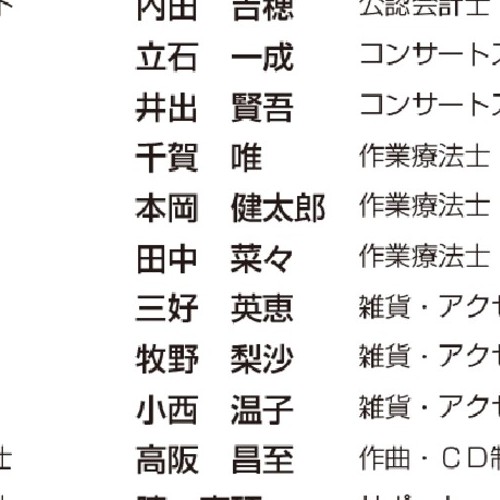 内田 吉穂 公認会計士
立石 一成 コンサート
井出 賢吾 コンサート
千賀 唯 作業療法士
本岡 健太郎 作業療法士
田中 菜々 作業療法士
三好 英恵 雑貨・アクセ
牧野 梨沙 雑貨・アクセ
小西 温子 雑貨・アクセ
士 高阪 昌至 作曲・CD制